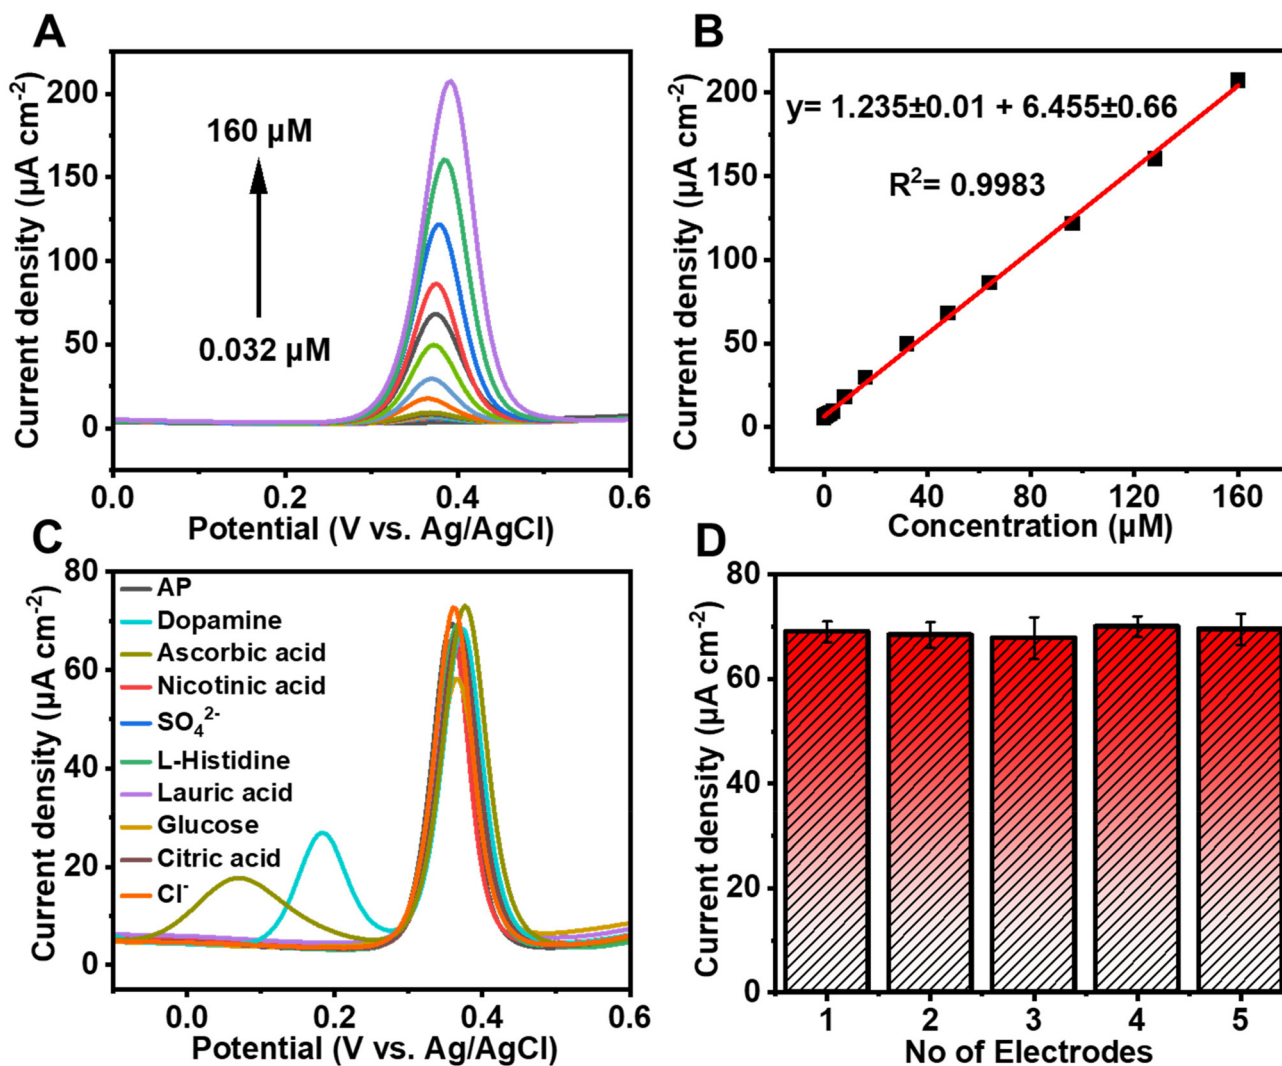 A
Current density (µA cm-2)
200
150
100
50
0
160 µM
0.032 µM
0.0
0.2
0.4
0.6
Potential (V vs. Ag/AgCl)
B
Current density (µA cm-2)
200
150
100
50
0
y= 1.235±0.01 + 6.455±0.66
R2= 0.9983
0
40
80
120
160
Concentration (µM)
C
Current density (µA cm-2)
80
60
40
20
0
AP
Dopamine
Ascorbic acid
Nicotinic acid
SO42-
L-Histidine
Lauric acid
Glucose
Citric acid
Cl-
0.0
0.2
0.4
0.6
Potential (V vs. Ag/AgCl)
D
Current density (µA cm-2)
80
60
40
20
0
1
2
3
4
5
No of Electrodes